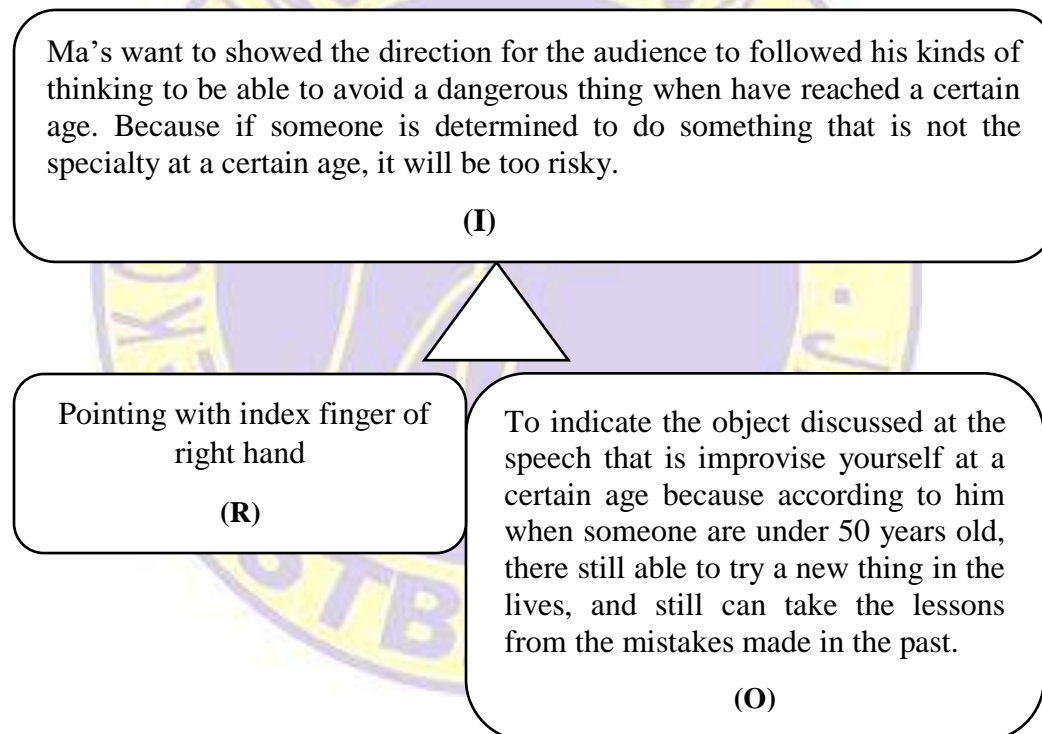 Ma's want to showed the direction for the audience to followed his kinds of
thinking to be able to avoid a dangerous thing when have reached a certain
age. Because if someone is determined to do something that is not the
specialty at a certain age, it will be too risky.
(I)
Pointing with index finger of
right hand
(R)
To indicate the object discussed at the
speech that is improvise yourself at a
certain age because according to him
when someone are under 50 years old,
there still able to try a new thing in the
lives, and still can take the lessons
from the mistakes made in the past.
(O)
STB